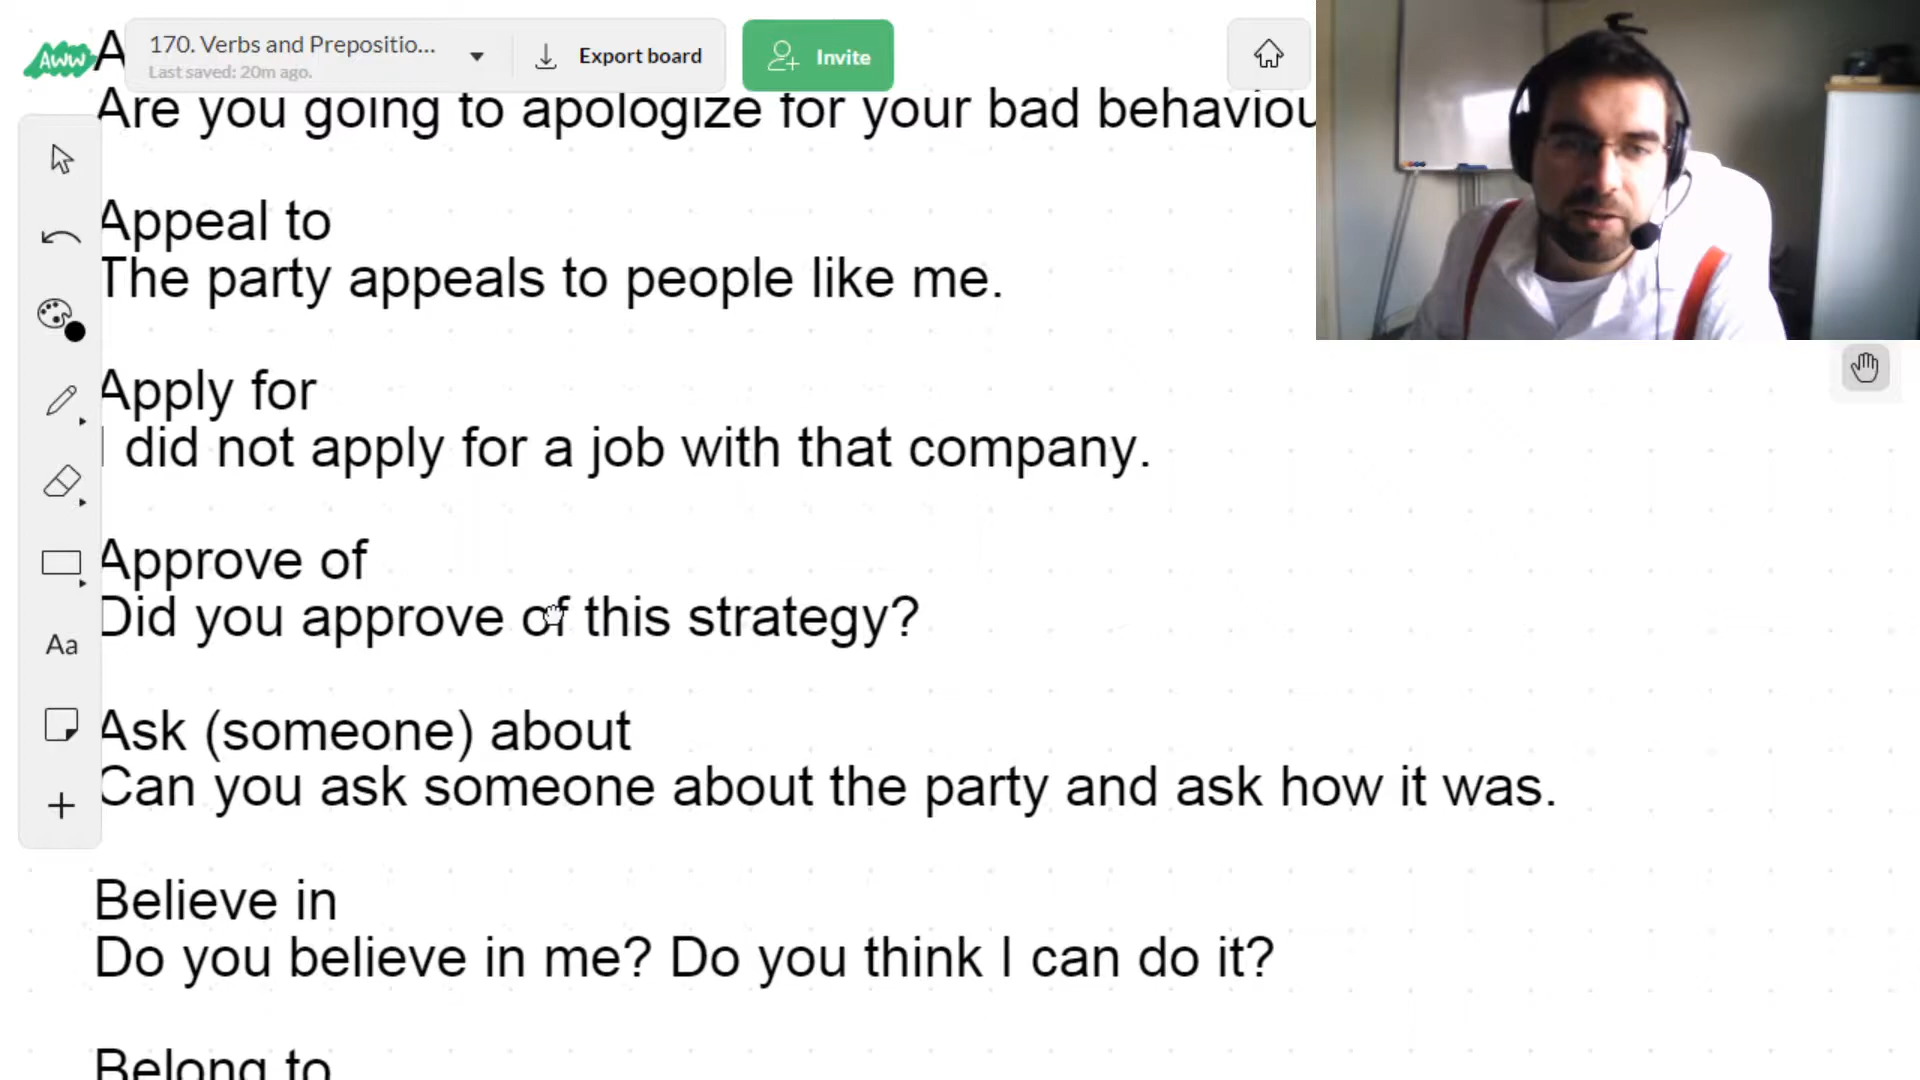 AWW
170. Verbs and Prepositio...
Last saved: 20m ago.
Export board
Invite
A
Are you going to apologize for your bad behaviou
Appeal to
The party appeals to people like me.
Apply for
I did not apply for a job with that company.
Approve of
Did you approve of this strategy?
Aa
Ask (someone) about
Can you ask someone about the party and ask how it was.
Believe in
Do you believe in me? Do you think I can do it?
Belong to